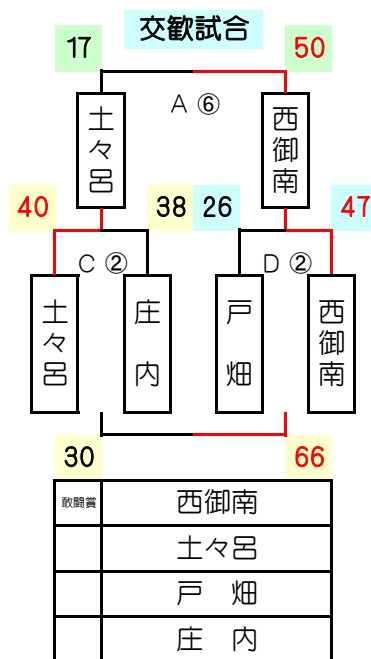 交歓試合
17
50
A ⑥
土々呂
西御南
40
38
26
47
C ②
D ②
土々呂
庄内
戸畑
西御南
30
66
敢闘賞
西御南
土々呂
戸　畑
庄　内